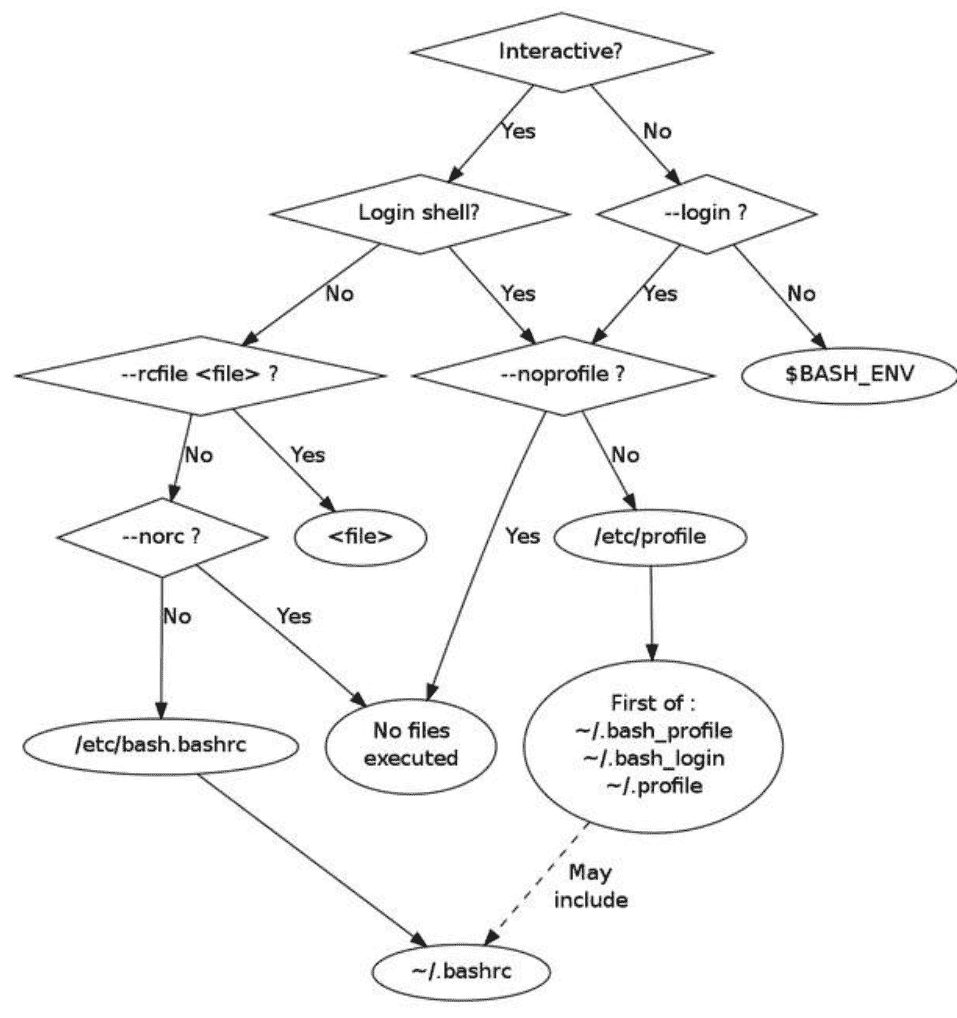 Interactive?
Yes
No
Login shell?
--login ?
No
Yes
Yes
No
--rcfile <file> ?
--noprofile ?
$BASH_ENV
No
Yes
No
--norc ?
<file>
Yes
/etc/profile
No
Yes
First of :
~/.bash_profile
~/.bash_login
~/.profile
/etc/bash.bashrc
No files
executed
May
include
~/.bashrc